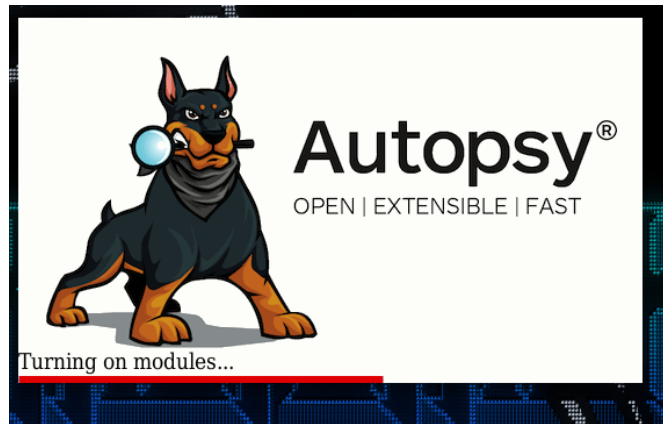 Autopsy®
OPEN | EXTENSIBLE | FAST
Turning on modules...